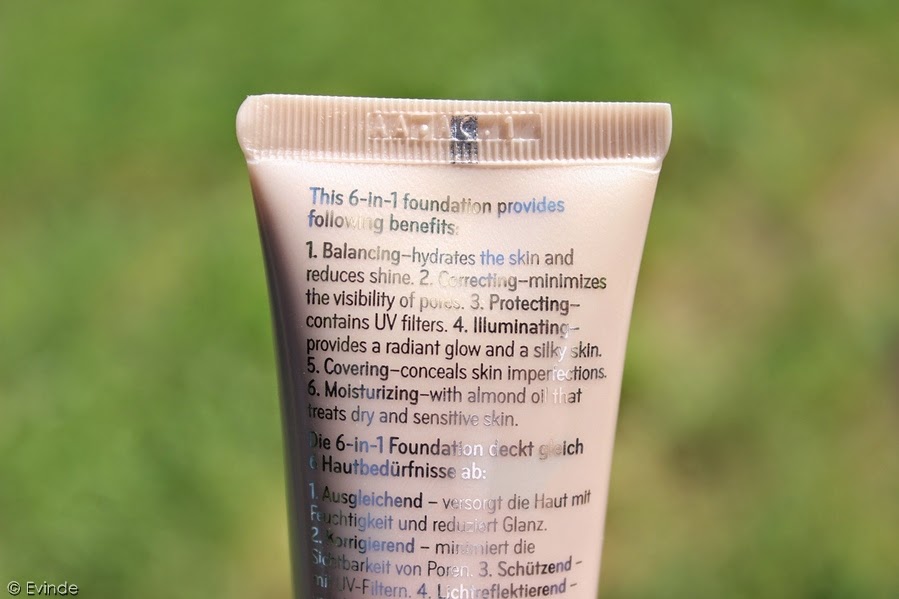 This 6-in-1 foundation provides
following benefits:
1. Balancing–hydrates the skin and
reduces shine. 2. Correcting–minimizes
the visibility of pores. 3. Protecting–
contains UV filters. 4. Illuminating–
provides a radiant glow and a silky skin.
5. Covering–conceals skin imperfections.
6. Moisturizing–with almond oil that
treats dry and sensitive skin.
Die 6-in-1 Foundation deckt gleich
6 Hautbedürfnisse ab:
1. Ausgleichend – versorgt die Haut mit
Feuchtigkeit und reduziert Glanz.
2. Korrigierend – minimiert die
Sichtbarkeit von Poren. 3. Schützend –
mit UV-Filtern. 4. Lichtreflektierend –
© Evinde